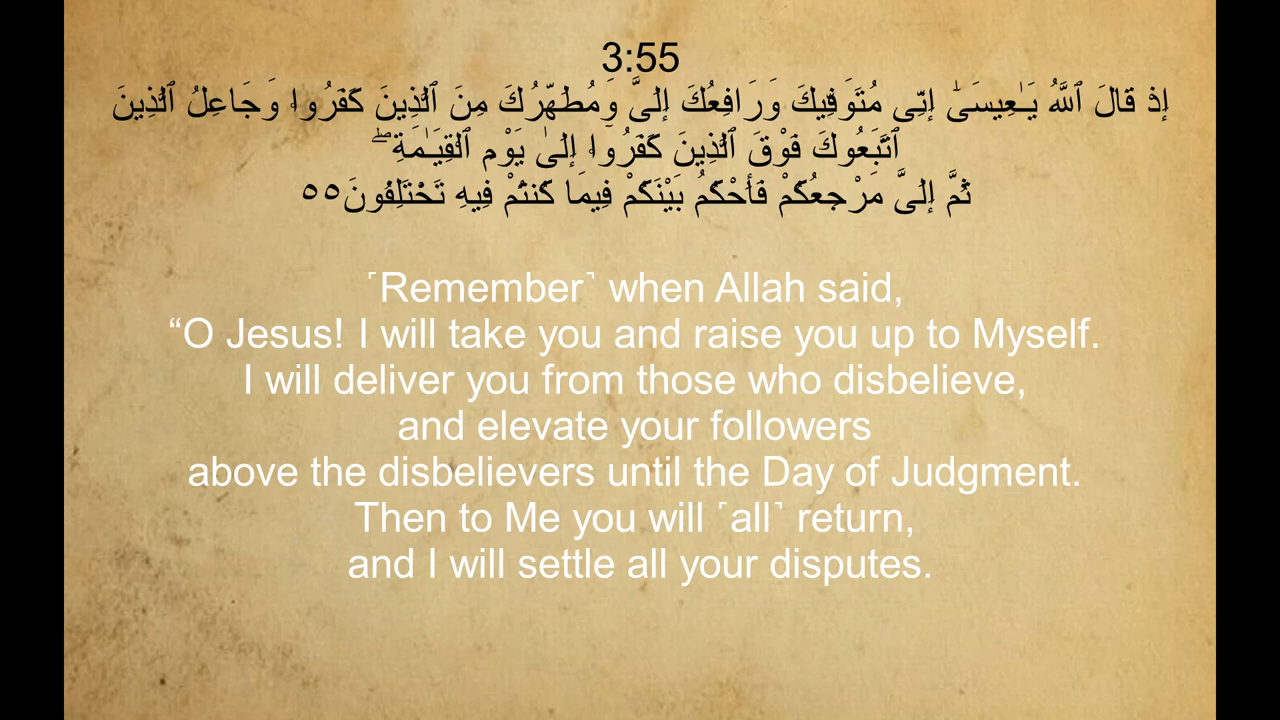 3:55
إِذْ قَالَ ٱللَّهُ يَـٰعِيسَىٰٓ إِنِّى مُتَوَفِّيكَ وَرَافِعُكَ إِلَىَّ وَمُطَهِّرُكَ مِنَ ٱلَّذِينَ كَفَرُوا۟ وَجَاعِلُ ٱلَّذِينَ
ٱتَّبَعُوكَ فَوْقَ ٱلَّذِينَ كَفَرُوٓا۟ إِلَىٰ يَوْمِ ٱلْقِيَـٰمَةِ ۖ
ثُمَّ إِلَىَّ مَرْجِعُكُمْ فَأَحْكُمُ بَيْنَكُمْ فِيمَا كُنتُمْ فِيهِ تَخْتَلِفُونَ٥٥
˹Remember˺ when Allah said,
“O Jesus! I will take you and raise you up to Myself.
I will deliver you from those who disbelieve,
and elevate your followers
above the disbelievers until the Day of Judgment.
Then to Me you will ˹all˺ return,
and I will settle all your disputes.